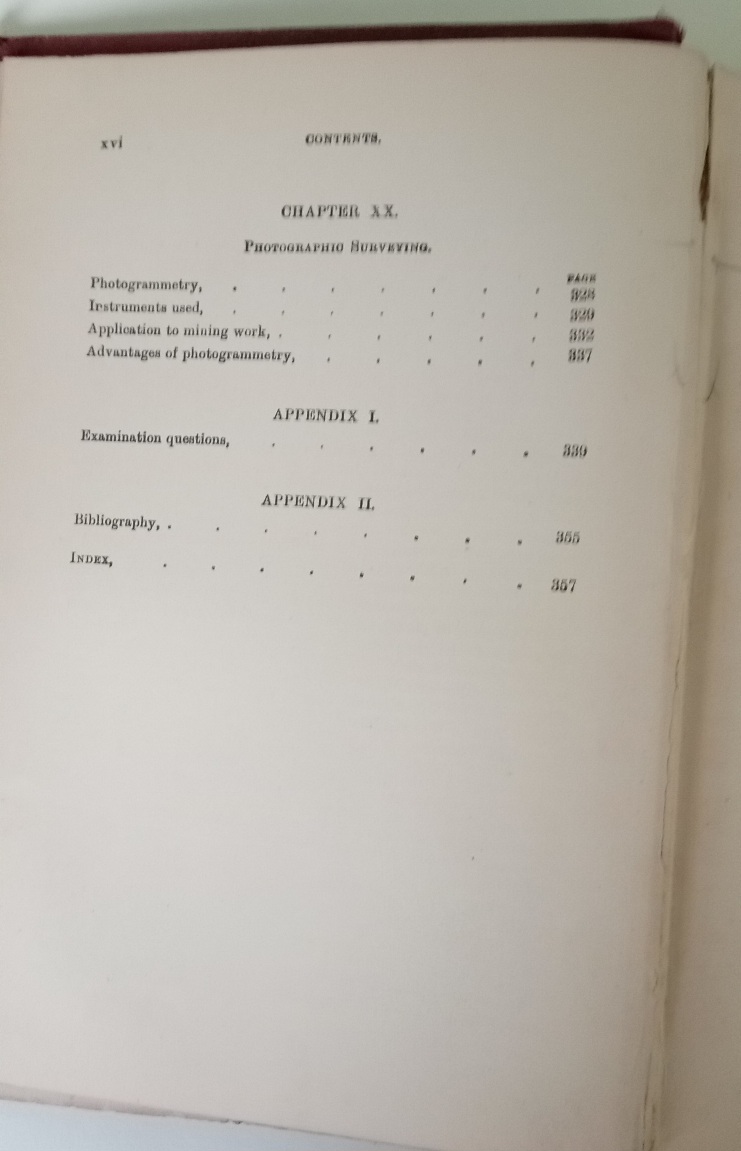 xvi CONTENTS.
CHAPTER XX.
PHOTOGRAPHIC SURVEYING.
PAGE
Photogrammetry, . . . . . . . 328
Instruments used, . . . . . . . 329
Application to mining work, . . . . . . 332
Advantages of photogrammetry, . . . . . 337
APPENDIX I.
Examination questions, . . . . . . 339
APPENDIX II.
Bibliography, . . . . . . . . 355
INDEX, . . . . . . . . 357